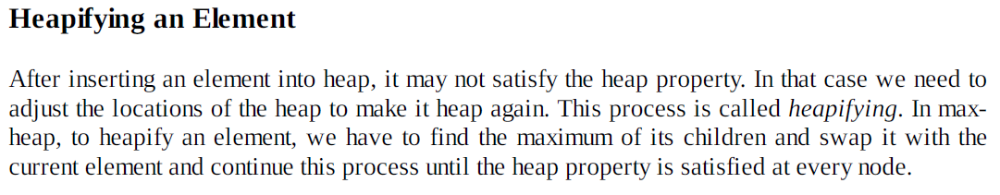 Heapifying an Element
After inserting an element into heap, it may not satisfy the heap property. In that case we need to
adjust the locations of the heap to make it heap again. This process is called heapifying. In max-
heap, to heapify an element, we have to find the maximum of its children and swap it with the
current element and continue this process until the heap property is satisfied at every node.